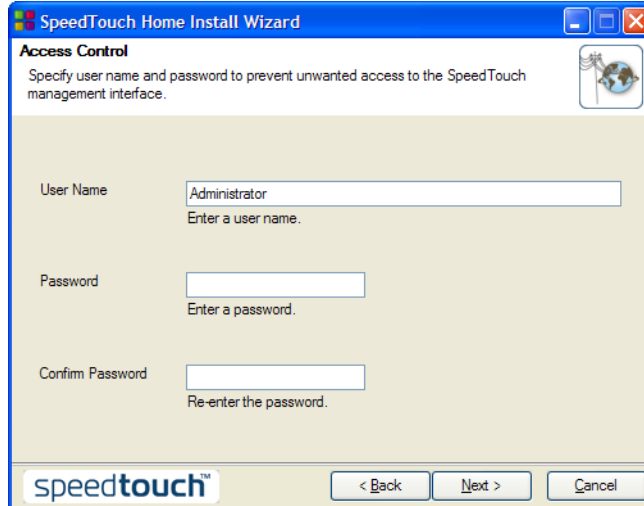 SpeedTouch Home Install Wizard
Access Control
Specify user name and password to prevent unwanted access to the SpeedTouch
management interface.
User Name
Administrator
Enter a user name.
Password
Enter a password.
Confirm Password
Re-enter the password.
speedtouch™
< Back
Next >
Cancel